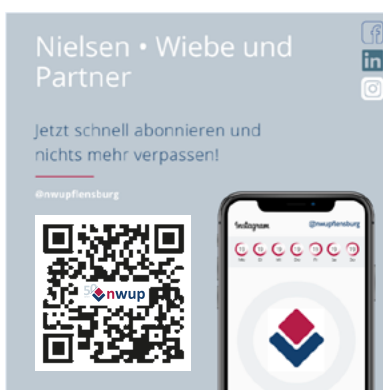 Nielsen • Wiebe und
Partner
Jetzt schnell abonnieren und
nichts mehr verpassen!
@nwupflensburg
nwup
Instagram
@nwupflensburg